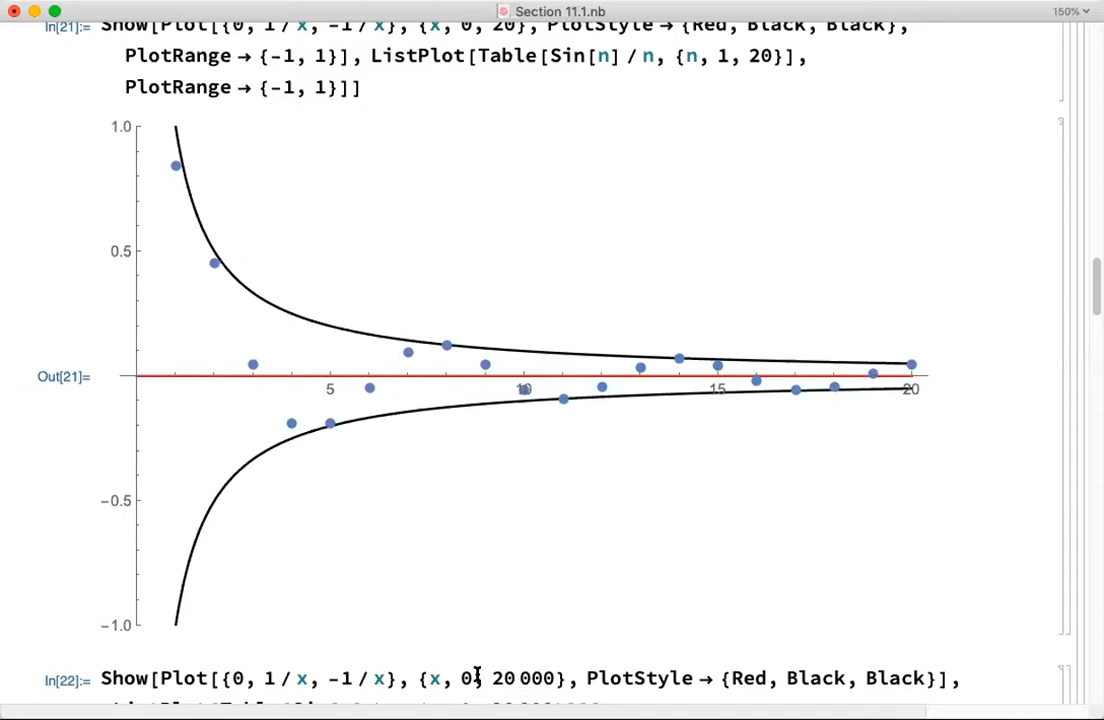 Section 11.1.nb
150%
In[21]:= Show[Plot[{0, 1 / x, -1 / x}, {x, 0, 20}, PlotStyle → {Red, Black, Black},
PlotRange → {-1, 1}], ListPlot[Table[Sin[n] / n, {n, 1, 20}],
PlotRange → {-1, 1}]]
1.0
0.5
Out[21]=
5
10
15
20
-0.5
-1.0
In[22]:= Show[Plot[{0, 1 / x, -1 / x}, {x, 0, 20 000}, PlotStyle → {Red, Black, Black}],